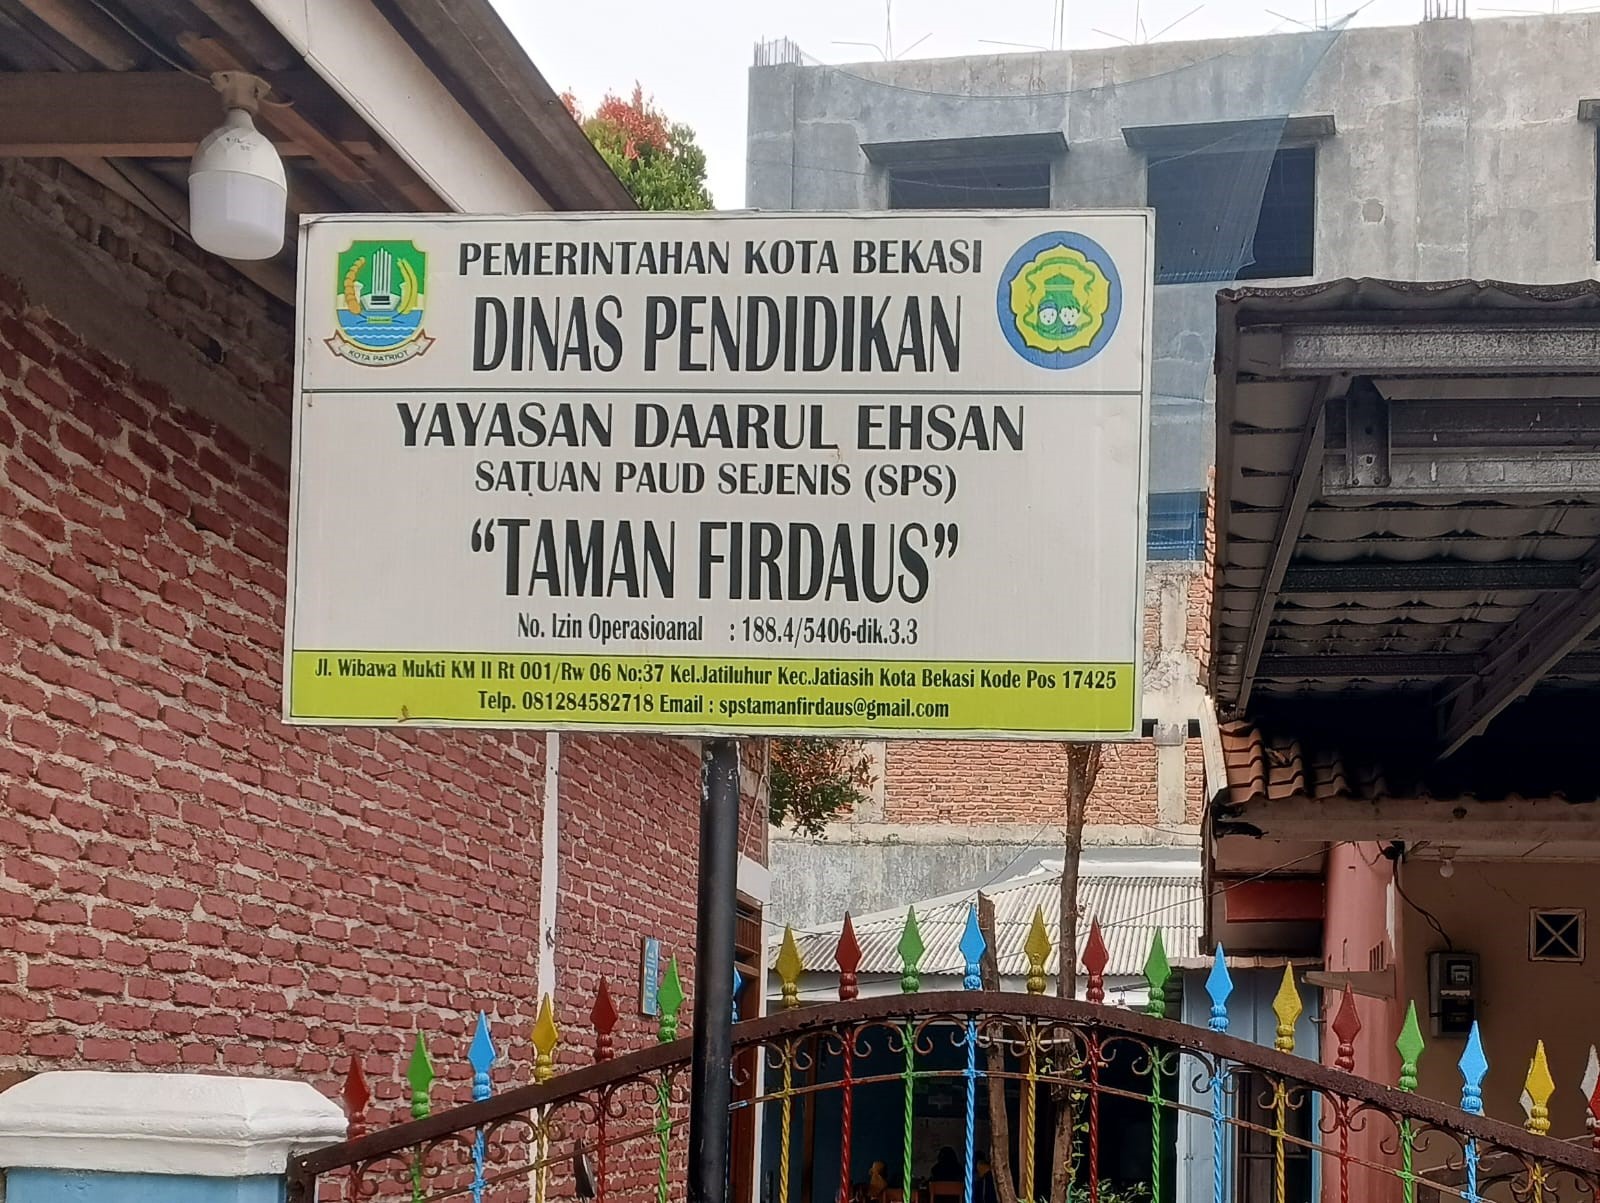 PEMERINTAHAN KOTA BEKASI
DINAS PENDIDIKAN
KOTA PATRIOT
YAYASAN DAARUL EHSAN
SATUAN PAUD SEJENIS (SPS)
“TAMAN FIRDAUS”
No. Izin Operasioanal : 188.4/5406-dik.3.3
Jl. Wibawa Mukti KM II Rt 001/Rw 06 No:37 Kel.Jatiluhur Kec.Jatiasih Kota Bekasi Kode Pos 17425
Telp. 081284582718 Email : spstamanfirdaus@gmail.com